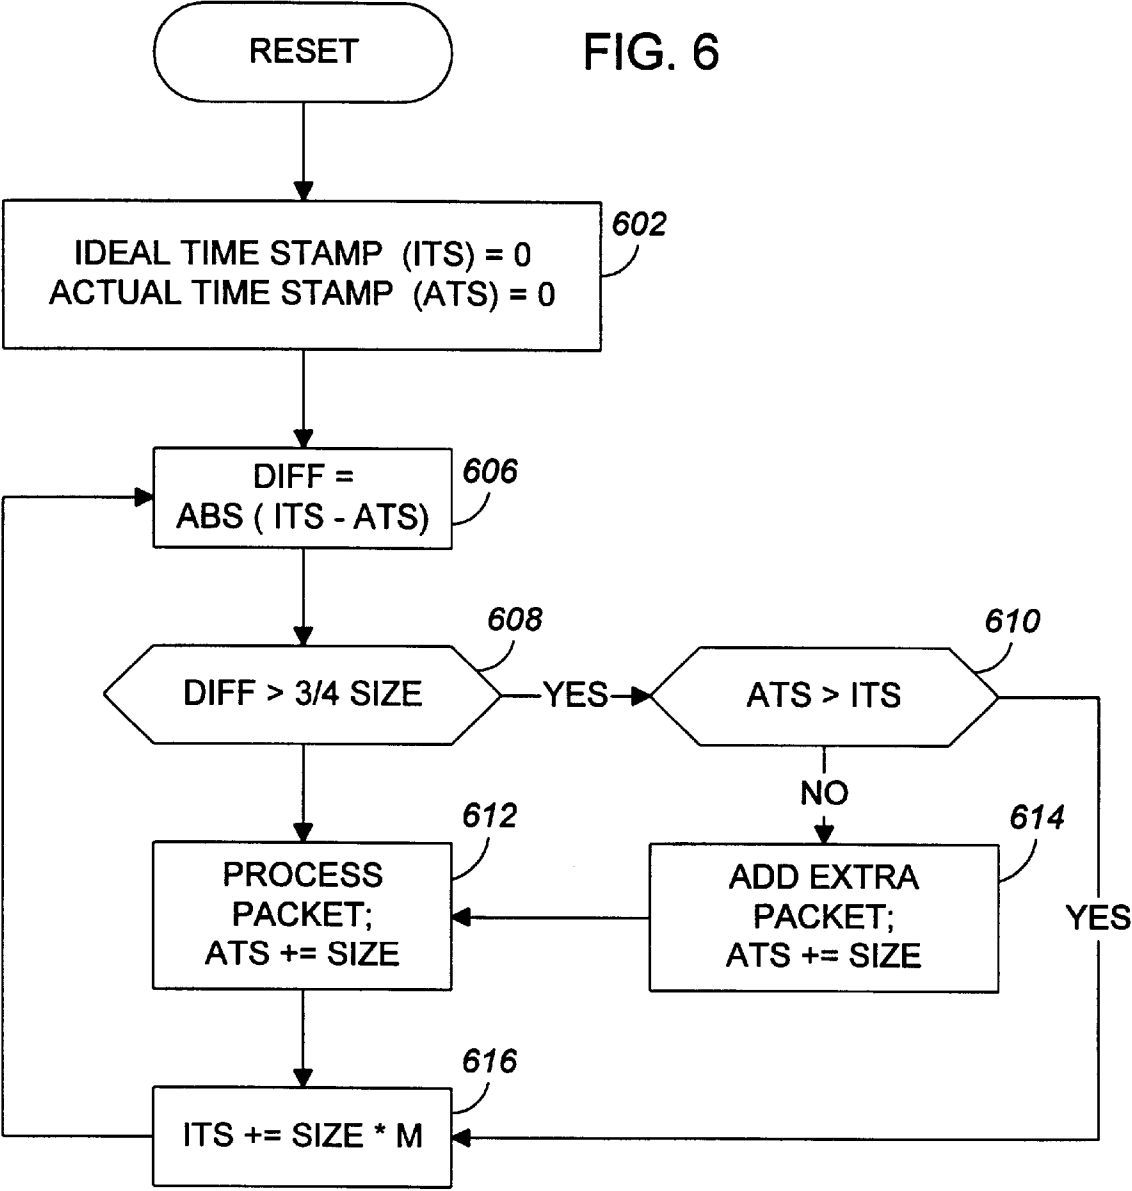 RESET
FIG. 6
602
IDEAL TIME STAMP (ITS) = 0
ACTUAL TIME STAMP (ATS) = 0
606
DIFF =
ABS ( ITS - ATS)
608
DIFF > 3/4 SIZE
YES
610
ATS > ITS
NO
612
PROCESS
PACKET;
ATS += SIZE
614
ADD EXTRA
PACKET;
ATS += SIZE
YES
616
ITS += SIZE * M